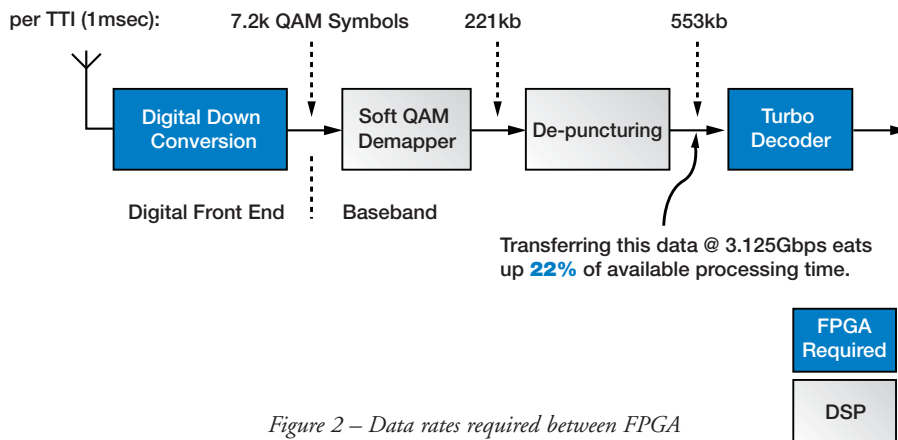 per TTI (1msec):
7.2k QAM Symbols
221kb
553kb
Digital Down
Conversion
Soft QAM
Demapper
De-puncturing
Turbo
Decoder
Digital Front End
Baseband
Transferring this data @ 3.125Gbps eats
up 22% of available processing time.
FPGA
Required
DSP
Figure 2 – Data rates required between FPGA